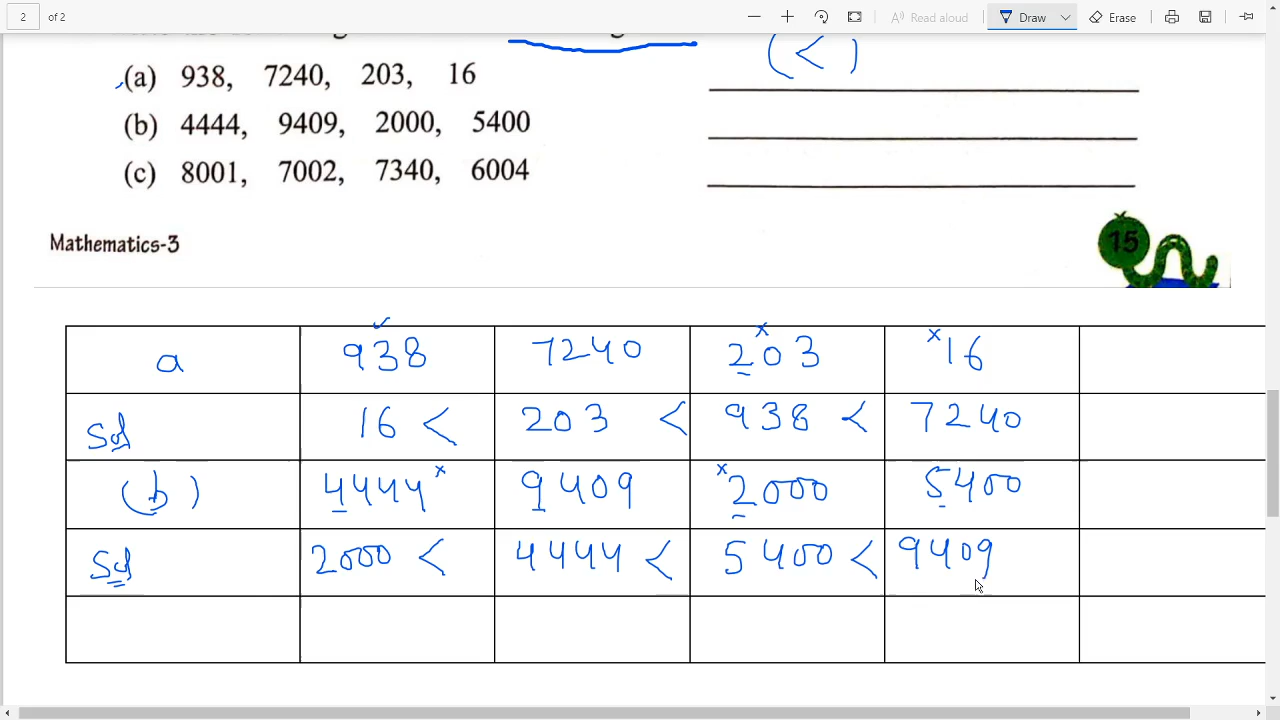 2 of 2 Read aloud Draw Erase
( < )
(a) 938, 7240, 203, 16
(b) 4444, 9409, 2000, 5400
(c) 8001, 7002, 7340, 6004
Mathematics-3
15
a 938 7240 203 16
Sol 16 < 203 < 938 < 7240
(b) 4444 9409 2000 5400
Sol 2000 < 4444 < 5400 < 9409